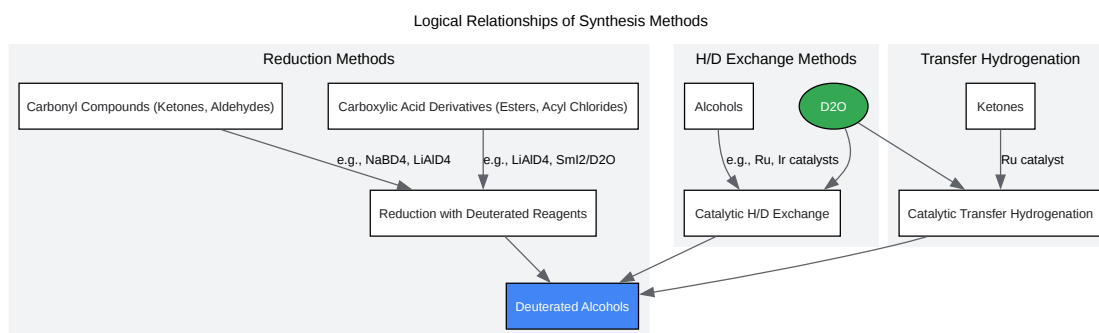 Logical Relationships of Synthesis Methods
Reduction Methods
H/D Exchange Methods
Transfer Hydrogenation
Carbonyl Compounds (Ketones, Aldehydes)
Carboxylic Acid Derivatives (Esters, Acyl Chlorides)
Alcohols
D2O
Ketones
e.g., NaBD4, LiAlD4
e.g., LiAlD4, SmI2/D2O
e.g., Ru, Ir catalysts
Ru catalyst
Reduction with Deuterated Reagents
Catalytic H/D Exchange
Catalytic Transfer Hydrogenation
Deuterated Alcohols